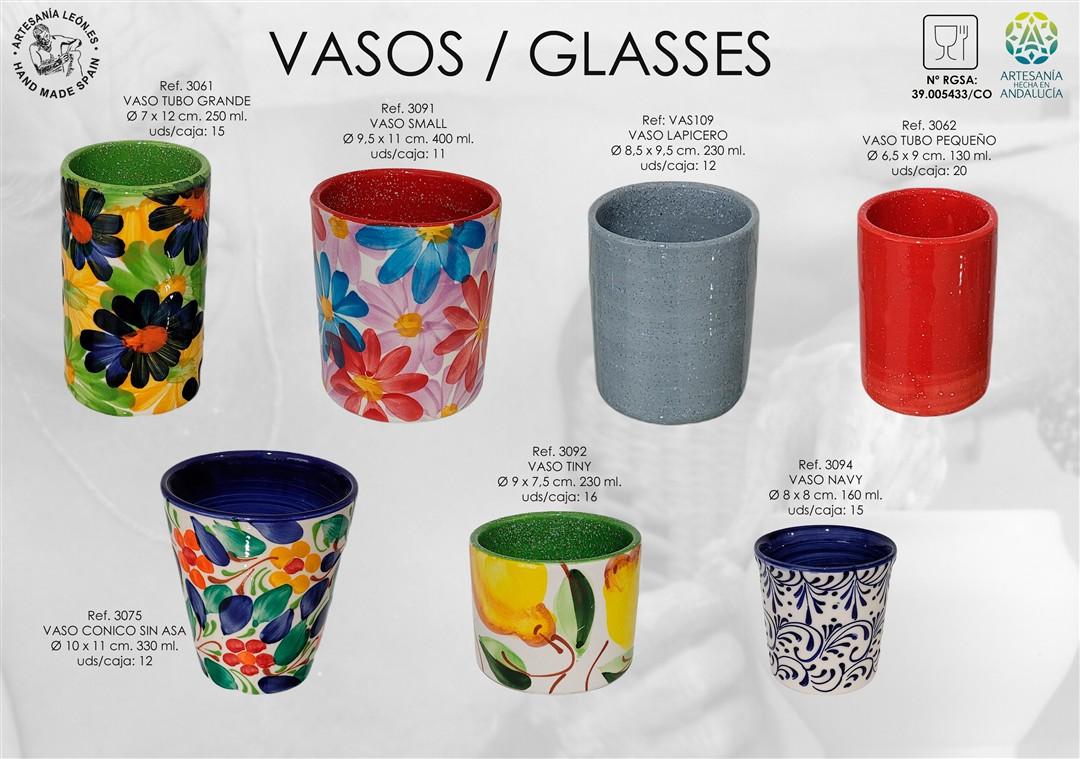 ARTESANÍA LEÓN.ES
HAND MADE SPAIN
VASOS / GLASSES
Nº RGSA:
39.005433/CO
ARTESANÍA
HECHA EN
ANDALUCÍA
Ref. 3061
VASO TUBO GRANDE
Ø 7 x 12 cm. 250 ml.
uds/caja: 15
Ref. 3091
VASO SMALL
Ø 9,5 x 11 cm. 400 ml.
uds/caja: 11
Ref: VAS109
VASO LAPICERO
Ø 8,5 x 9,5 cm. 230 ml.
uds/caja: 12
Ref. 3062
VASO TUBO PEQUEÑO
Ø 6,5 x 9 cm. 130 ml.
uds/caja: 20
Ref. 3075
VASO CONICO SIN ASA
Ø 10 x 11 cm. 330 ml.
uds/caja: 12
Ref. 3092
VASO TINY
Ø 9 x 7,5 cm. 230 ml.
uds/caja: 16
Ref. 3094
VASO NAVY
Ø 8 x 8 cm. 160 ml.
uds/caja: 15